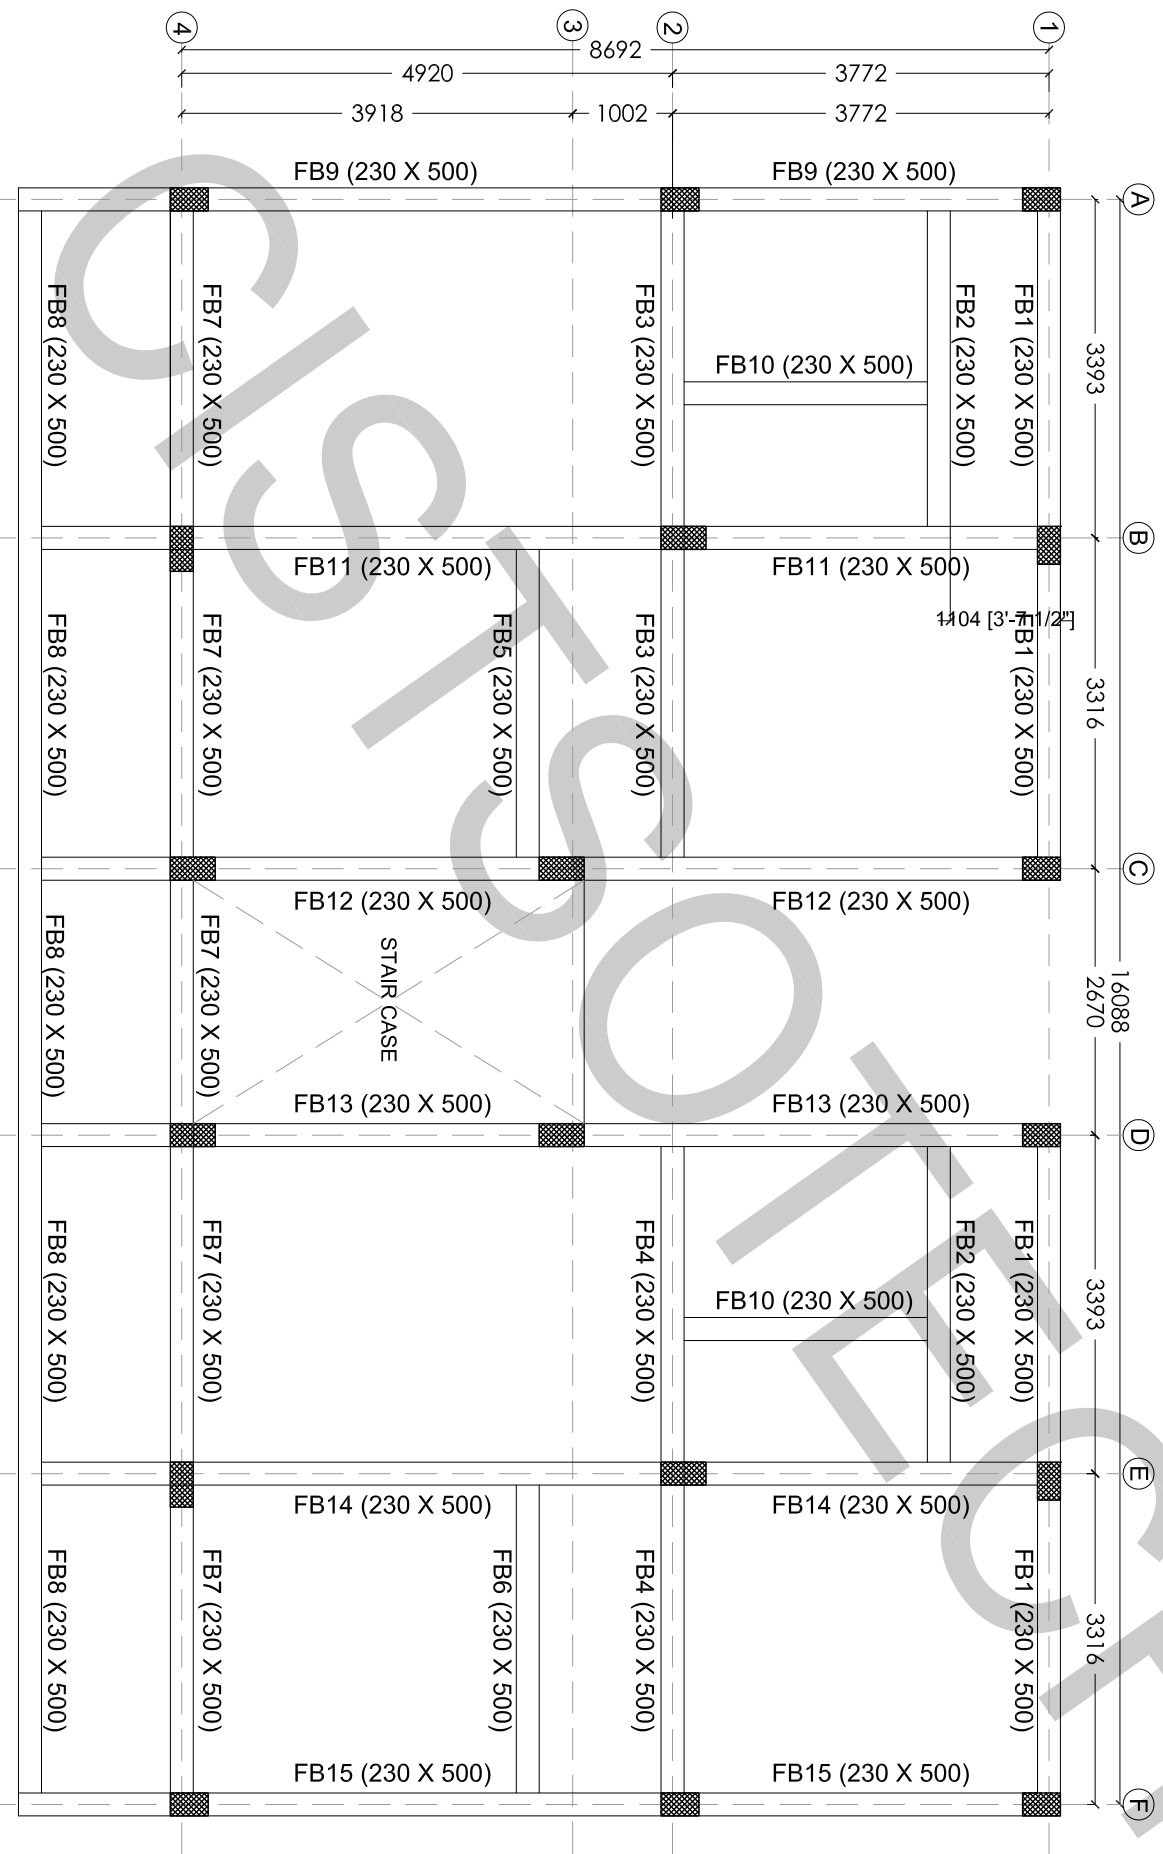 4
3
2
1
8692
4920
3772
3918
1002
3772
FB9 (230 X 500)
FB9 (230 X 500)
A
FB8 (230 X 500)
FB7 (230 X 500)
FB3 (230 X 500)
FB10 (230 X 500)
FB2 (230 X 500)
FB1 (230 X 500)
3393
B
FB11 (230 X 500)
FB11 (230 X 500)
1104 [3'-7 1/2"]
FB8 (230 X 500)
FB7 (230 X 500)
FB5 (230 X 500)
FB3 (230 X 500)
FB1 (230 X 500)
3316
C
FB12 (230 X 500)
FB12 (230 X 500)
FB8 (230 X 500)
FB7 (230 X 500)
STAIR CASE
16088
2670
FB13 (230 X 500)
FB13 (230 X 500)
D
FB8 (230 X 500)
FB7 (230 X 500)
FB4 (230 X 500)
FB10 (230 X 500)
FB2 (230 X 500)
FB1 (230 X 500)
3393
E
FB14 (230 X 500)
FB14 (230 X 500)
FB8 (230 X 500)
FB7 (230 X 500)
FB6 (230 X 500)
FB4 (230 X 500)
FB1 (230 X 500)
3316
FB15 (230 X 500)
FB15 (230 X 500)
F
CISTSOTECT